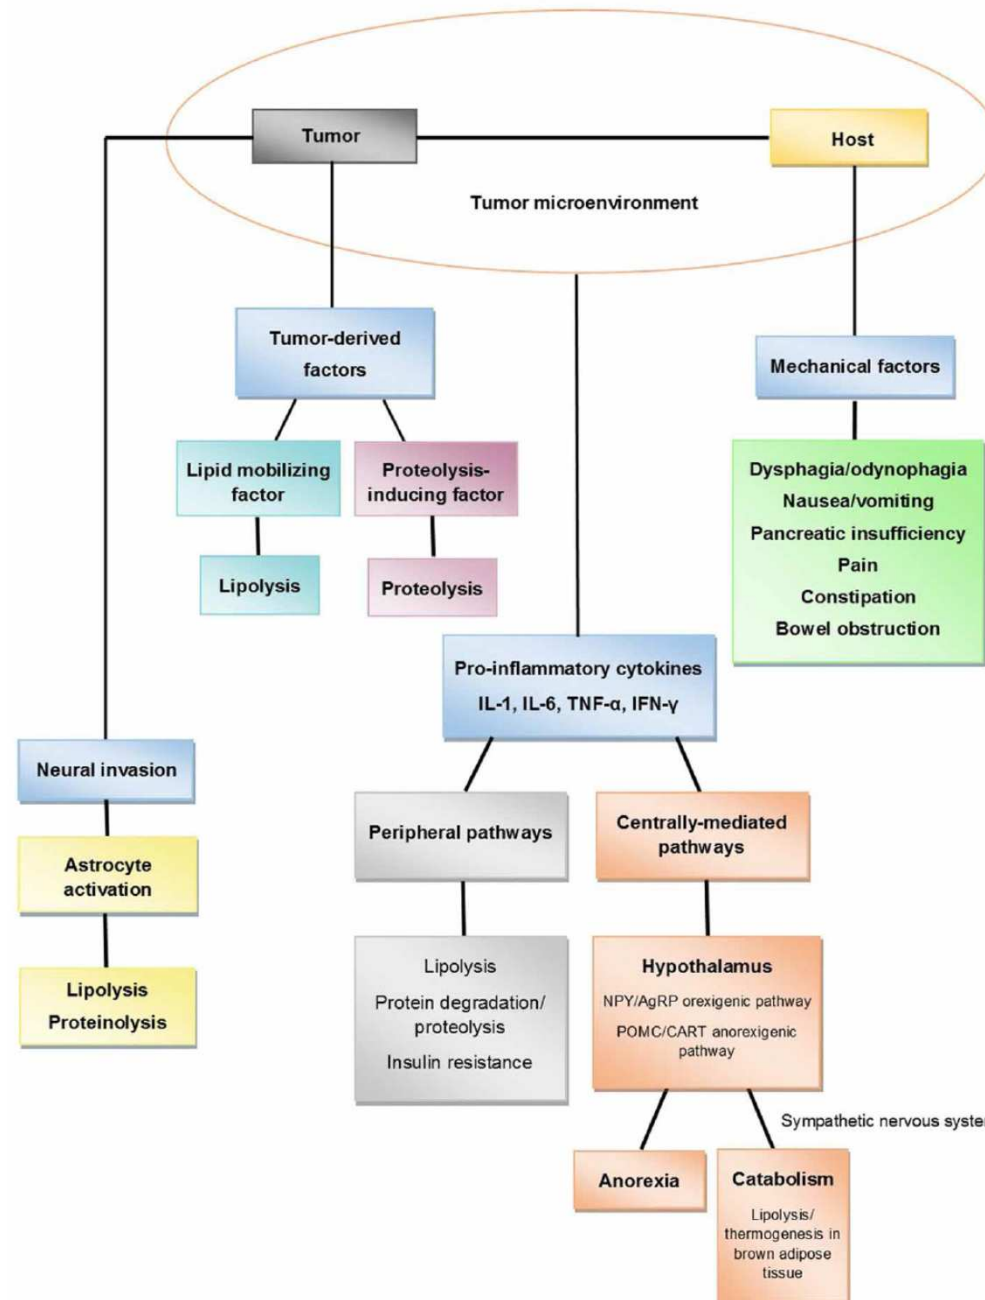 Tumor
Host
Tumor microenvironment
Tumor-derived
factors
Mechanical factors
Lipid mobilizing
factor
Proteolysis-
inducing factor
Dysphagia/odynophagia
Nausea/vomiting
Pancreatic insufficiency
Pain
Constipation
Bowel obstruction
Lipolysis
Proteolysis
Pro-inflammatory cytokines
IL-1, IL-6, TNF-α, IFN-γ
Neural invasion
Peripheral pathways
Centrally-mediated
pathways
Astrocyte
activation
Lipolysis
Proteinolysis
Lipolysis
Protein degradation/
proteolysis
Insulin resistance
Hypothalamus
NPY/AgRP orexigenic pathway
POMC/CART anorexigenic
pathway
Sympathetic nervous
Anorexia
Catabolism
Lipolysis/
thermogenesis in
brown adipose
tissue